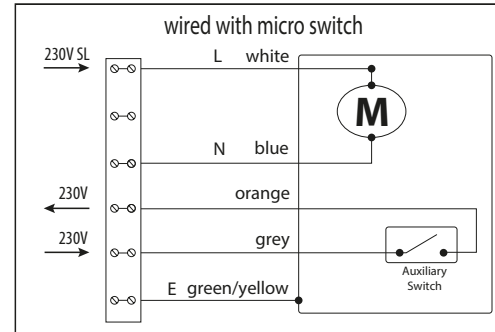 wired with micro switch
230V SL L white
M
N blue
230V orange
230V grey
Auxiliary
Switch
E green/yellow